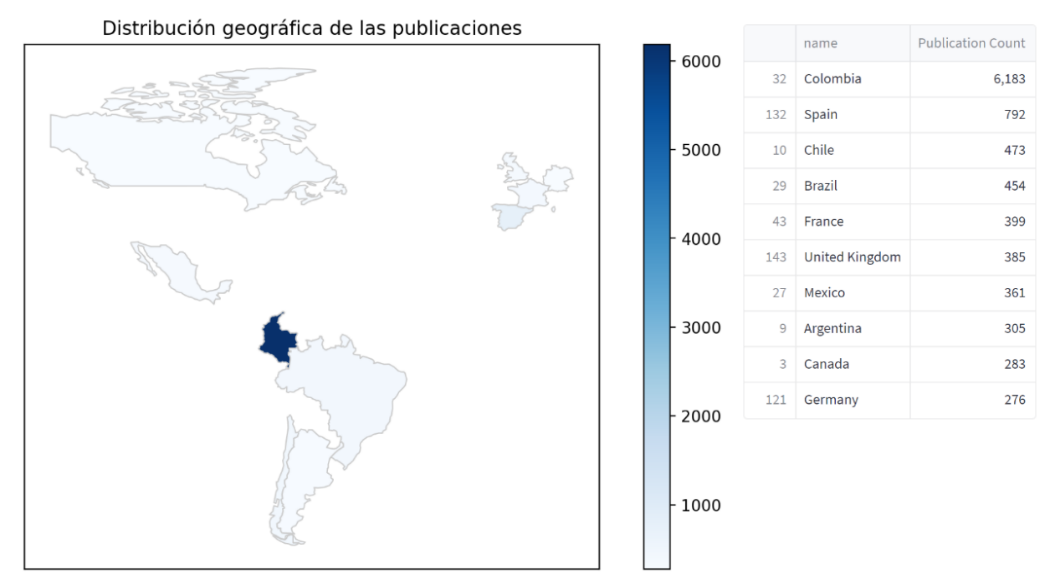 Distribución geográfica de las publicaciones
6000
5000
4000
3000
2000
1000
name Publication Count
32 Colombia 6,183
132 Spain 792
10 Chile 473
29 Brazil 454
43 France 399
143 United Kingdom 385
27 Mexico 361
9 Argentina 305
3 Canada 283
121 Germany 276